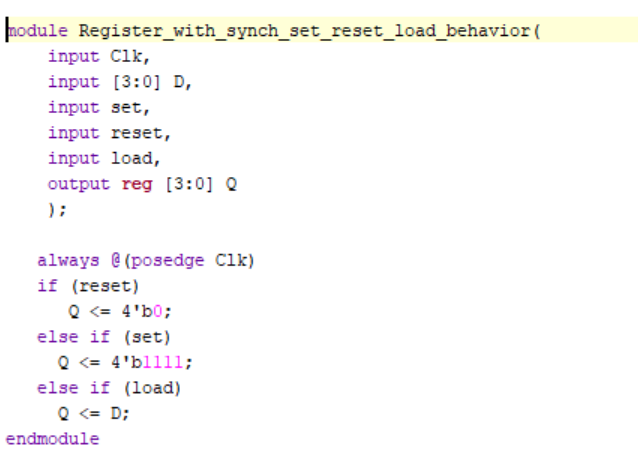 module Register_with_synch_set_reset_load_behavior(
    input Clk,
    input [3:0] D,
    input set,
    input reset,
    input load,
    output reg [3:0] Q
    );

   always @(posedge Clk)
   if (reset)
      Q <= 4'b0;
   else if (set)
     Q <= 4'b1111;
   else if (load)
     Q <= D;
endmodule